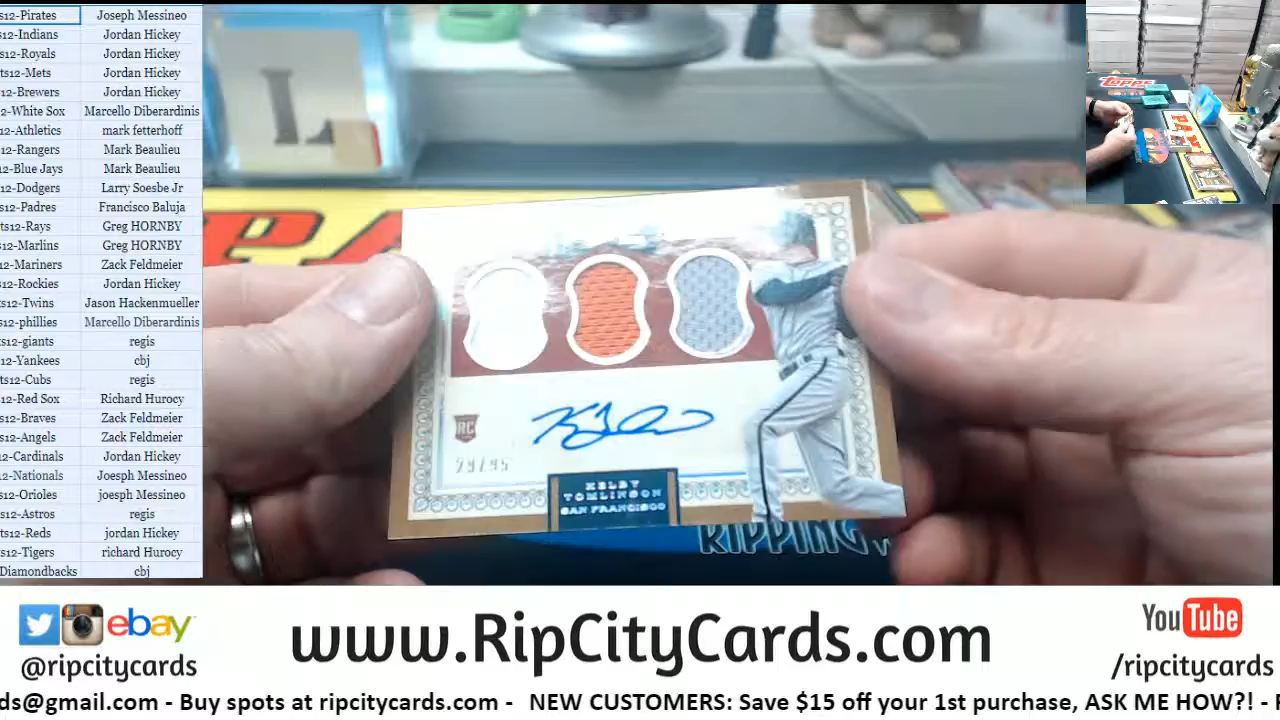 s12-Pirates Joseph Messineo
s12-Indians Jordan Hickey
s12-Royals Jordan Hickey
ts12-Mets Jordan Hickey
s12-Brewers Jordan Hickey
2-White Sox Marcello Diberardinis
12-Athletics mark fetterhoff
12-Rangers Mark Beaulieu
12-Blue Jays Mark Beaulieu
12-Dodgers Larry Soesbe Jr
s12-Padres Francisco Baluja
ts12-Rays Greg HORNBY
12-Marlins Greg HORNBY
12-Mariners Zack Feldmeier
12-Rockies Jordan Hickey
ts12-Twins Jason Hackenmueller
s12-phillies Marcello Diberardinis
ts12-giants regis
12-Yankees cbj
s12-Cubs regis
12-Red Sox Richard Hurocy
s12-Braves Zack Feldmeier
s12-Angels Zack Feldmeier
12-Cardinals Jordan Hickey
12-Nationals Joesph Messineo
s12-Orioles joesph Messineo
s12-Astros regis
ts12-Reds jordan Hickey
s12-Tigers richard Hurocy
Diamondbacks cbj
L
TOPPS
PAN
RC
KELBY
TOMLINSON
SAN FRANCISCO
RIPPING
ebay
@ripcitycards
www.RipCityCards.com
YouTube
/ripcitycards
ds@gmail.com - Buy spots at ripcitycards.com - NEW CUSTOMERS: Save $15 off your 1st purchase, ASK ME HOW?! -